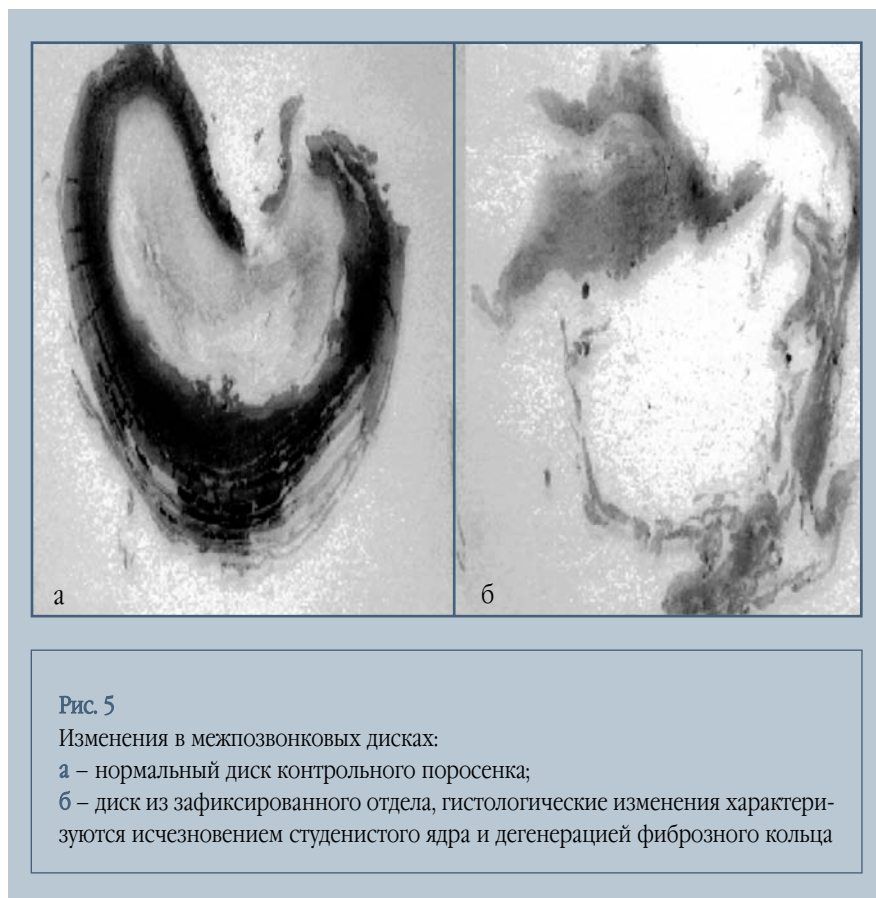 а
б
Рис. 5
Изменения в межпозвонковых дисках:
а – нормальный диск контрольного поросенка;
б – диск из зафиксированного отдела, гистологические изменения характери-
зуются исчезновением студенистого ядра и дегенерацией фиброзного кольца